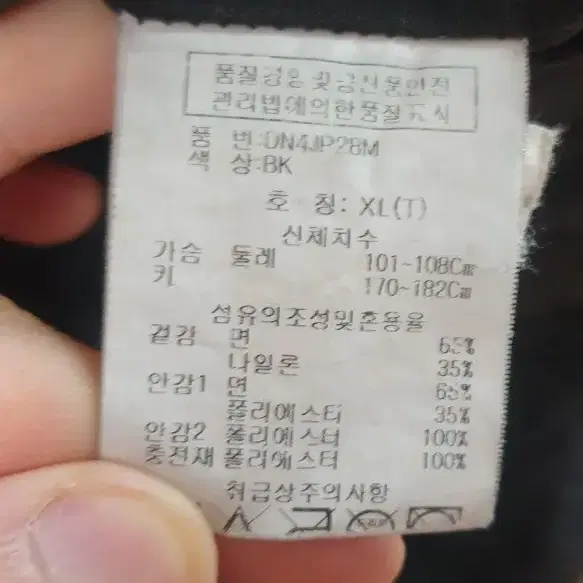 품질경영 및 공산품안전
관리법에의한품질표시
품 번:DN4JP28M
색 상:BK
호 칭: XL(T)
신체치수
가슴 둘레 101~108Cm
키 170~182Cm
섬유의조성및혼용율
겉감 면 65%
나일론 35%
안감1 면 65%
폴리에스터 35%
안감2 폴리에스터 100%
충전재 폴리에스터 100%
취급상주의사항